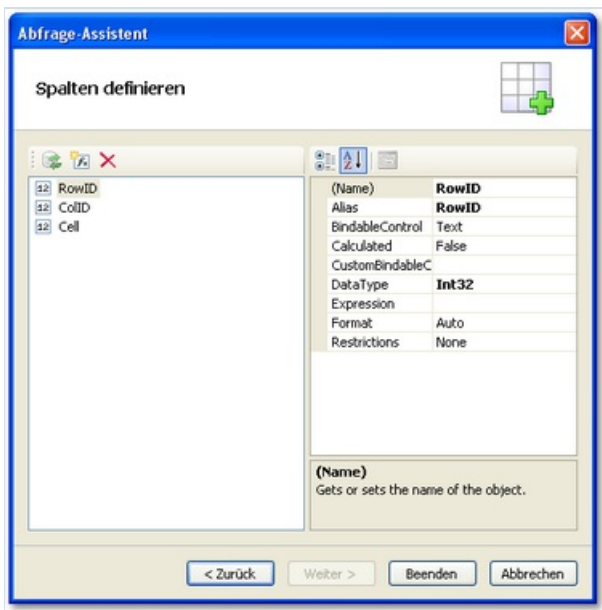 Abfrage-Assistent
Spalten definieren
RowID
ColID
Cell
(Name) RowID
Alias RowID
BindableControl Text
Calculated False
CustomBindableC
DataType Int32
Expression
Format Auto
Restrictions None
(Name)
Gets or sets the name of the object.
< Zurück Weiter > Beenden Abbrechen